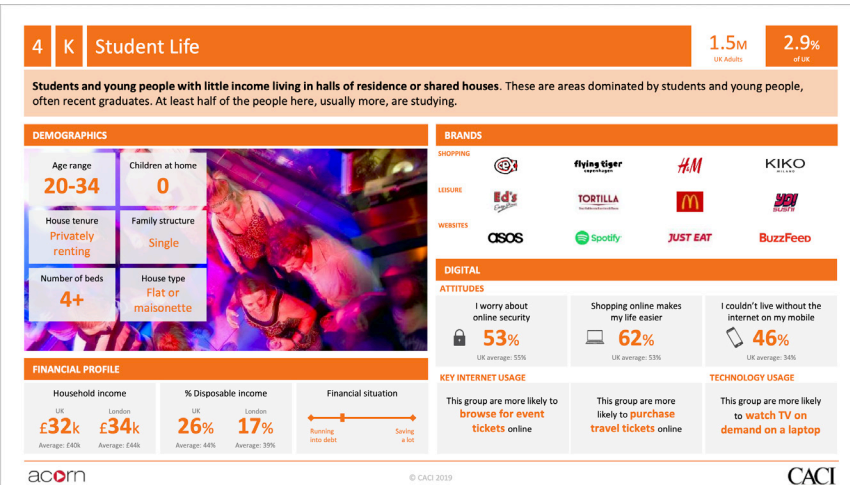 4 K Student Life
1.5M
UK Adults
2.9%
of UK
Students and young people with little income living in halls of residence or shared houses. These are areas dominated by students and young people,
often recent graduates. At least half of the people here, usually more, are studying.
DEMOGRAPHICS
Age range
20-34
Children at home
0
House tenure
Privately
renting
Family structure
Single
Number of beds
4+
House type
Flat or
maisonette
FINANCIAL PROFILE
Household income
UK
£32k
Average: £40k
London
£34k
Average: £44k
% Disposable income
UK
26%
Average: 44%
London
17%
Average: 39%
Financial situation
Running
into debt
Saving
a lot
BRANDS
SHOPPING
cex
flying tiger
copenhagen
H&M
KIKO
MILANO
LEISURE
Ed's
TORTILLA
M
YO!
SUSHI
WEBSITES
asos
Spotify
JUST EAT
BuzzFeeD
DIGITAL
ATTITUDES
I worry about
online security
53%
UK average: 55%
Shopping online makes
my life easier
62%
UK average: 53%
I couldn't live without the
internet on my mobile
46%
UK average: 34%
KEY INTERNET USAGE
This group are more likely to
browse for event
tickets online
This group are more
likely to purchase
travel tickets online
TECHNOLOGY USAGE
This group are more likely
to watch TV on
demand on a laptop
acorn
© CACI 2019
CACI